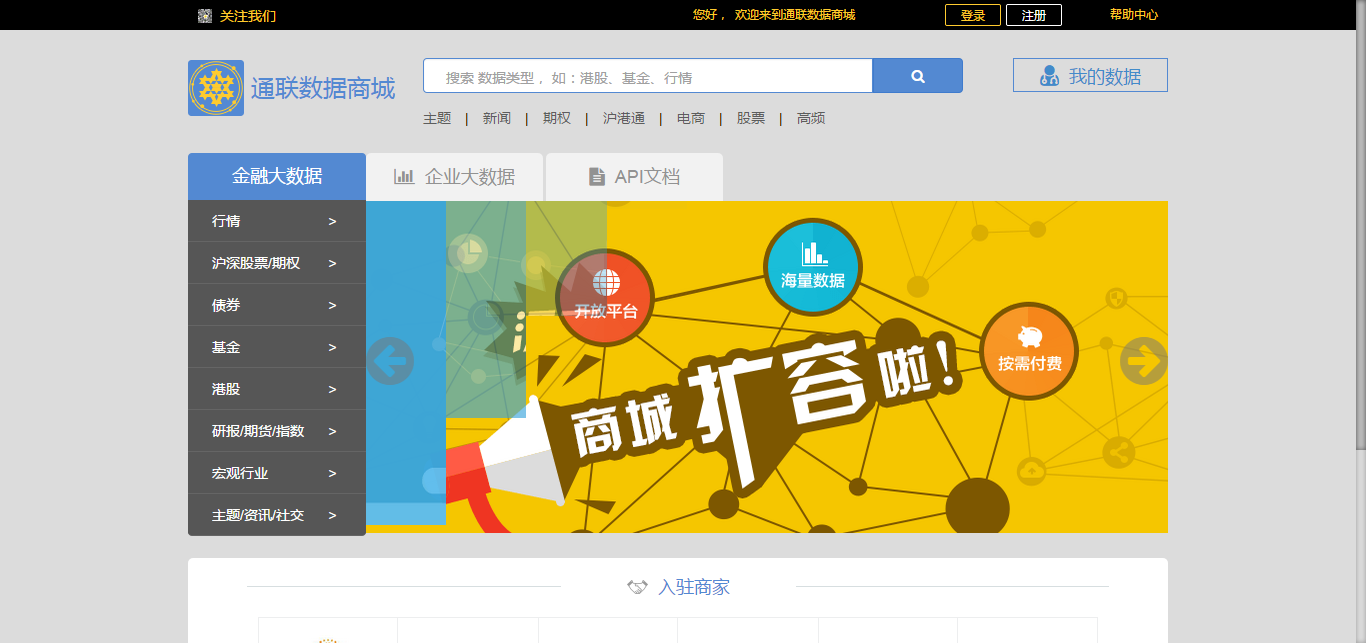 关注我们
您好， 欢迎来到通联数据商城
登录
注册
帮助中心
通联数据商城
搜索 数据类型， 如：港股、基金、行情
我的数据
主题 | 新闻 | 期权 | 沪港通 | 电商 | 股票 | 高频
金融大数据
企业大数据
API文档
行情 >
沪深股票/期权 >
债券 >
基金 >
港股 >
研报/期货/指数 >
宏观行业 >
主题/资讯/社交 >
开放平台
海量数据
按需付费
商城扩容啦!
入驻商家